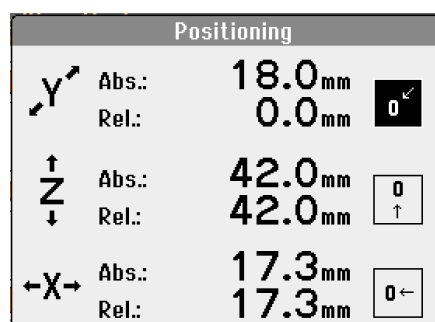 Positioning
Y Abs.: 18.0mm
Rel.: 0.0mm 0
Z Abs.: 42.0mm 0
Rel.: 42.0mm
X Abs.: 17.3mm 0
Rel.: 17.3mm